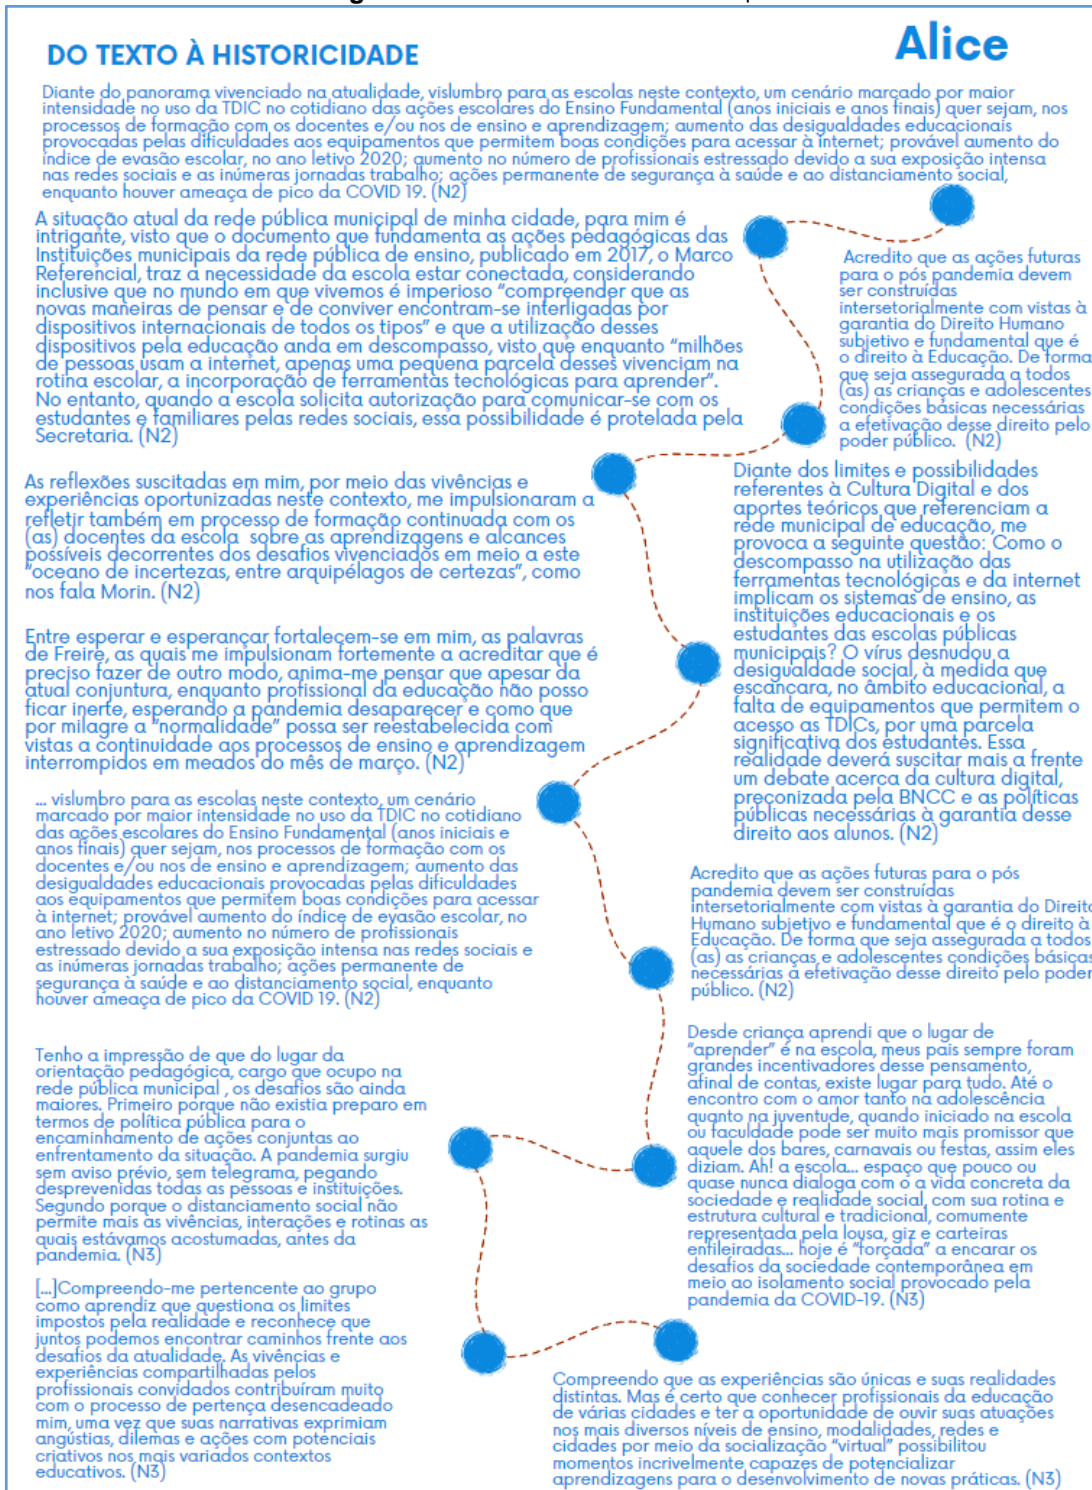 DO TEXTO À HISTORICIDADE
Alice
Diante do panorama vivenciado na atualidade, vislumbro para as escolas neste contexto, um cenário marcado por maior
intensidade no uso da TDIC no cotidiano das ações escolares do Ensino Fundamental (anos iniciais e anos finais) quer sejam, nos
processos de formação com os docentes e/ou nos de ensino e aprendizagem; aumento das desigualdades educacionais
provocadas pelas dificuldades aos equipamentos que permitem boas condições para acessar à internet; provável aumento do
índice de evasão escolar, no ano letivo 2020; aumento no número de profissionais estressado devido a sua exposição intensa
nas redes sociais e as inúmeras jornadas trabalho; ações permanente de segurança à saúde e ao distanciamento social,
enquanto houver ameaça de pico da COVID 19. (N2)
A situação atual da rede pública municipal de minha cidade, para mim é
intrigante, visto que o documento que fundamenta as ações pedagógicas das
Instituições municipais da rede pública de ensino, publicado em 2017, o Marco
Referencial, traz a necessidade da escola estar conectada, considerando
inclusive que no mundo em que vivemos é imperioso “compreender que as
novas maneiras de pensar e de conviver encontram-se interligadas por
dispositivos internacionais de todos os tipos” e que a utilização desses
dispositivos pela educação anda em descompasso, visto que enquanto “milhões
de pessoas usam a internet, apenas uma pequena parcela desses vivenciam na
rotina escolar, a incorporação de ferramentas tecnológicas para aprender”.
No entanto, quando a escola solicita autorização para comunicar-se com os
estudantes e familiares pelas redes sociais, essa possibilidade é protelada pela
Secretaria. (N2)
Acredito que as ações futuras
para o pós pandemia devem
ser construídas
intersetorialmente com vistas à
garantia do Direito Humano
subjetivo e fundamental que é
o direito à Educação. De forma
que seja assegurada a todos
(as) as crianças e adolescentes
condições básicas necessárias
a efetivação desse direito pelo
poder público. (N2)
As reflexões suscitadas em mim, por meio das vivências e
experiências oportunizadas neste contexto, me impulsionaram a
refletir também em processo de formação continuada com os
(as) docentes da escola sobre as aprendizagens e alcances
possíveis decorrentes dos desafios vivenciados em meio a este
“oceano de incertezas, entre arquipélagos de certezas”, como
nos fala Morin. (N2)
Diante dos limites e possibilidades
referentes à Cultura Digital e dos
aportes teóricos que referenciam a
rede municipal de educação, me
provoca a seguinte questão: Como o
descompasso na utilização das
ferramentas tecnológicas e da internet
implicam os sistemas de ensino, as
instituições educacionais e os
estudantes das escolas públicas
municipais? O vírus desnudou a
desigualdade social, à medida que
escancara, no âmbito educacional, a
falta de equipamentos que permitem o
acesso as TDICs, por uma parcela
significativa dos estudantes. Essa
realidade deverá suscitar mais a frente
um debate acerca da cultura digital,
preconizada pela BNCC e as políticas
públicas necessárias à garantia desse
direito aos alunos. (N2)
Entre esperar e esperançar fortaleçem-se em mim, as palavras
de Freire, as quais me impulsionam fortemente a acreditar que é
preciso fazer de outro modo, anima-me pensar que apesar da
atual conjuntura, enquanto profissional da educação não posso
ficar inerte, esperando a pandemia desaparecer e como que
por milagre a “normalidade” possa ser reestabelecida com
vistas a continuidade aos processos de ensino e aprendizagem
interrompidos em meados do mês de março. (N2)
... vislumbro para as escolas neste contexto, um cenário
marcado por maior intensidade no uso da TDIC no cotidiano
das ações escolares do Ensino Fundamental (anos iniciais e
anos finais) quer sejam, nos processos de formação com os
docentes e/ou nos de ensino e aprendizagem; aumento das
desigualdades educacionais provocadas pelas dificuldades
aos equipamentos que permitem boas condições para acessar
à internet; provável aumento do índice de evasão escolar, no
ano letivo 2020; aumento no número de profissionais
estressado devido a sua exposição intensa nas redes sociais e
as inúmeras jornadas trabalho; ações permanente de
segurança à saúde e ao distanciamento social, enquanto
houver ameaça de pico da COVID 19. (N2)
Acredito que as ações futuras para o pós
pandemia devem ser construídas
intersetorialmente com vistas à garantia do Direito
Humano subjetivo e fundamental que é o direito à
Educação. De forma que seja assegurada a todos
(as) as crianças e adolescentes condições básicas
necessárias a efetivação desse direito pelo poder
público. (N2)
Tenho a impressão de que do lugar da
orientação pedagógica, cargo que ocupo na
rede pública municipal , os desafios são ainda
maiores. Primeiro porque não existia preparo em
termos de política pública para o
encaminhamento de ações conjuntas ao
enfrentamento da situação. A pandemia surgiu
sem aviso prévio, sem telegrama, pegando
desprevenidas todas as pessoas e instituições.
Segundo porque o distanciamento social não
permite mais as vivências, interações e rotinas as
quais estávamos acostumadas, antes da
pandemia. (N3)
Desde criança aprendi que o lugar de
“aprender” é na escola, meus pais sempre foram
grandes incentivadores desse pensamento,
afinal de contas, existe lugar para tudo. Até o
encontro com o amor tanto na adolescência
quanto na juventude, quando iniciado na escola
ou faculdade pode ser muito mais promissor que
aquele dos bares, carnavais ou festas, assim eles
diziam. Ah! a escola... espaço que pouco ou
quase nunca dialoga com o a vida concreta da
sociedade e realidade social, com sua rotina e
estrutura cultural e tradicional, comumente
representada pela lousa, giz e carteiras
enfileiradas... hoje é “forçada” a encarar os
desafios da sociedade contemporânea em
meio ao isolamento social provocado pela
pandemia da COVID-19. (N3)
[...]Compreendo-me pertencente ao grupo
como aprendiz que questiona os limites
impostos pela realidade e reconhece que
juntos podemos encontrar caminhos frente aos
desafios da atualidade. As vivências e
experiências compartilhadas pelos
profissionais convidados contribuíram muito
com o processo de pertença desencadeado
mim, uma vez que suas narrativas exprimiam
angústias, dilemas e ações com potenciais
criativos nos mais variados contextos
educativos. (N3)
Compreendo que as experiências são únicas e suas realidades
distintas. Mas é certo que conhecer profissionais da educação
de várias cidades e ter a oportunidade de ouvir suas atuações
nos mais diversos níveis de ensino, modalidades, redes e
cidades por meio da socialização “virtual” possibilitou
momentos incrivelmente capazes de potencializar
aprendizagens para o desenvolvimento de novas práticas. (N3)